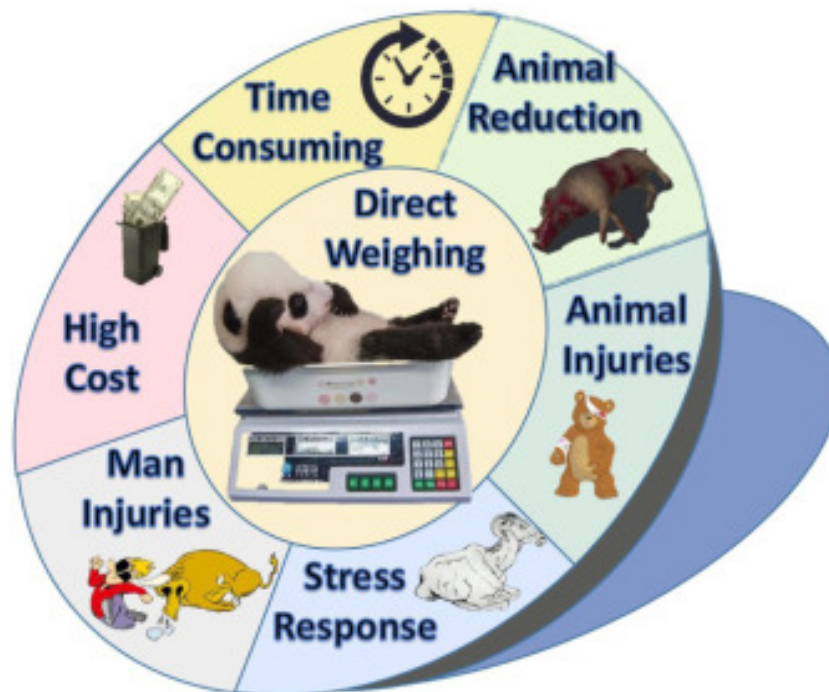 Time
Consuming
Animal
Reduction
Direct
Weighing
Animal
Injuries
High
Cost
Man
Injuries
Stress
Response